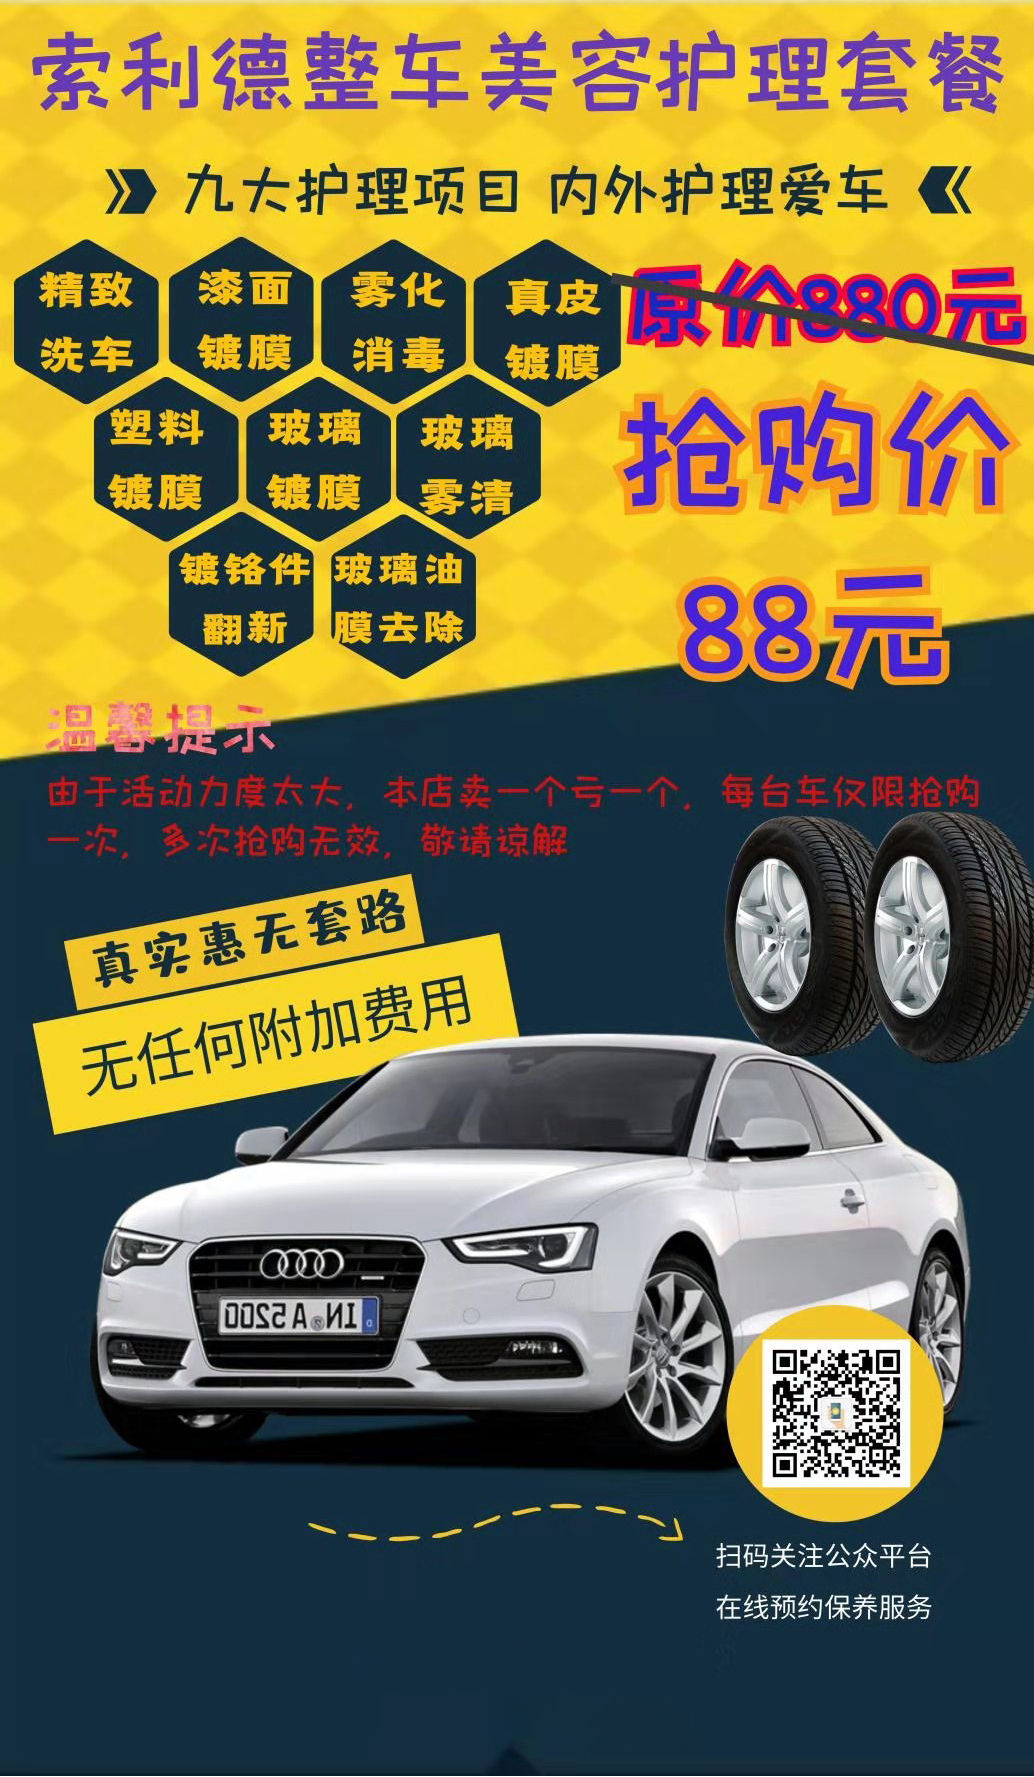 索利德整车美容护理套餐
九大护理项目 内外护理爱车
精致
洗车
漆面
镀膜
雾化
消毒
真皮
镀膜
原价880元
塑料
镀膜
玻璃
镀膜
玻璃
雾清
抢购价
镀铬件
翻新
玻璃油
膜去除
88元
温馨提示
由于活动力度太大，本店卖一个亏一个，每台车仅限抢购
一次，多次抢购无效，敬请谅解
真实惠无套路
无任何附加费用
IN A 5200
扫码关注公众平台
在线预约保养服务